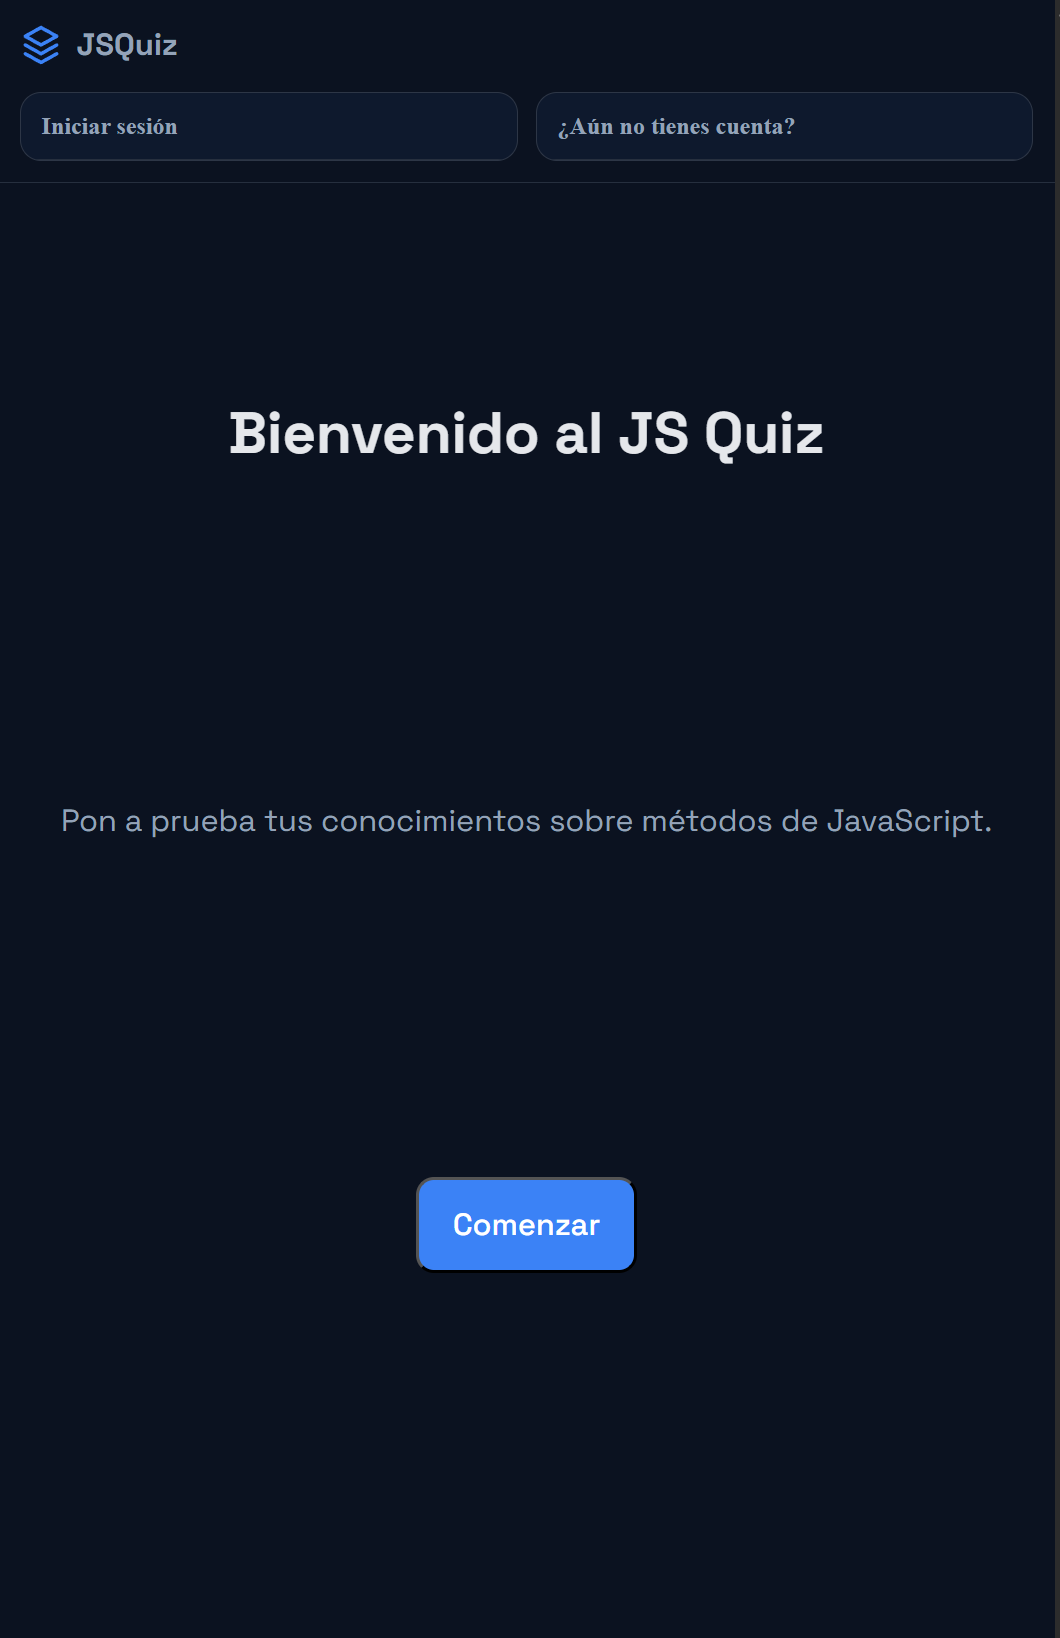 JSQuiz
Iniciar sesión
¿Aún no tienes cuenta?
Bienvenido al JS Quiz
Pon a prueba tus conocimientos sobre métodos de JavaScript.
Comenzar